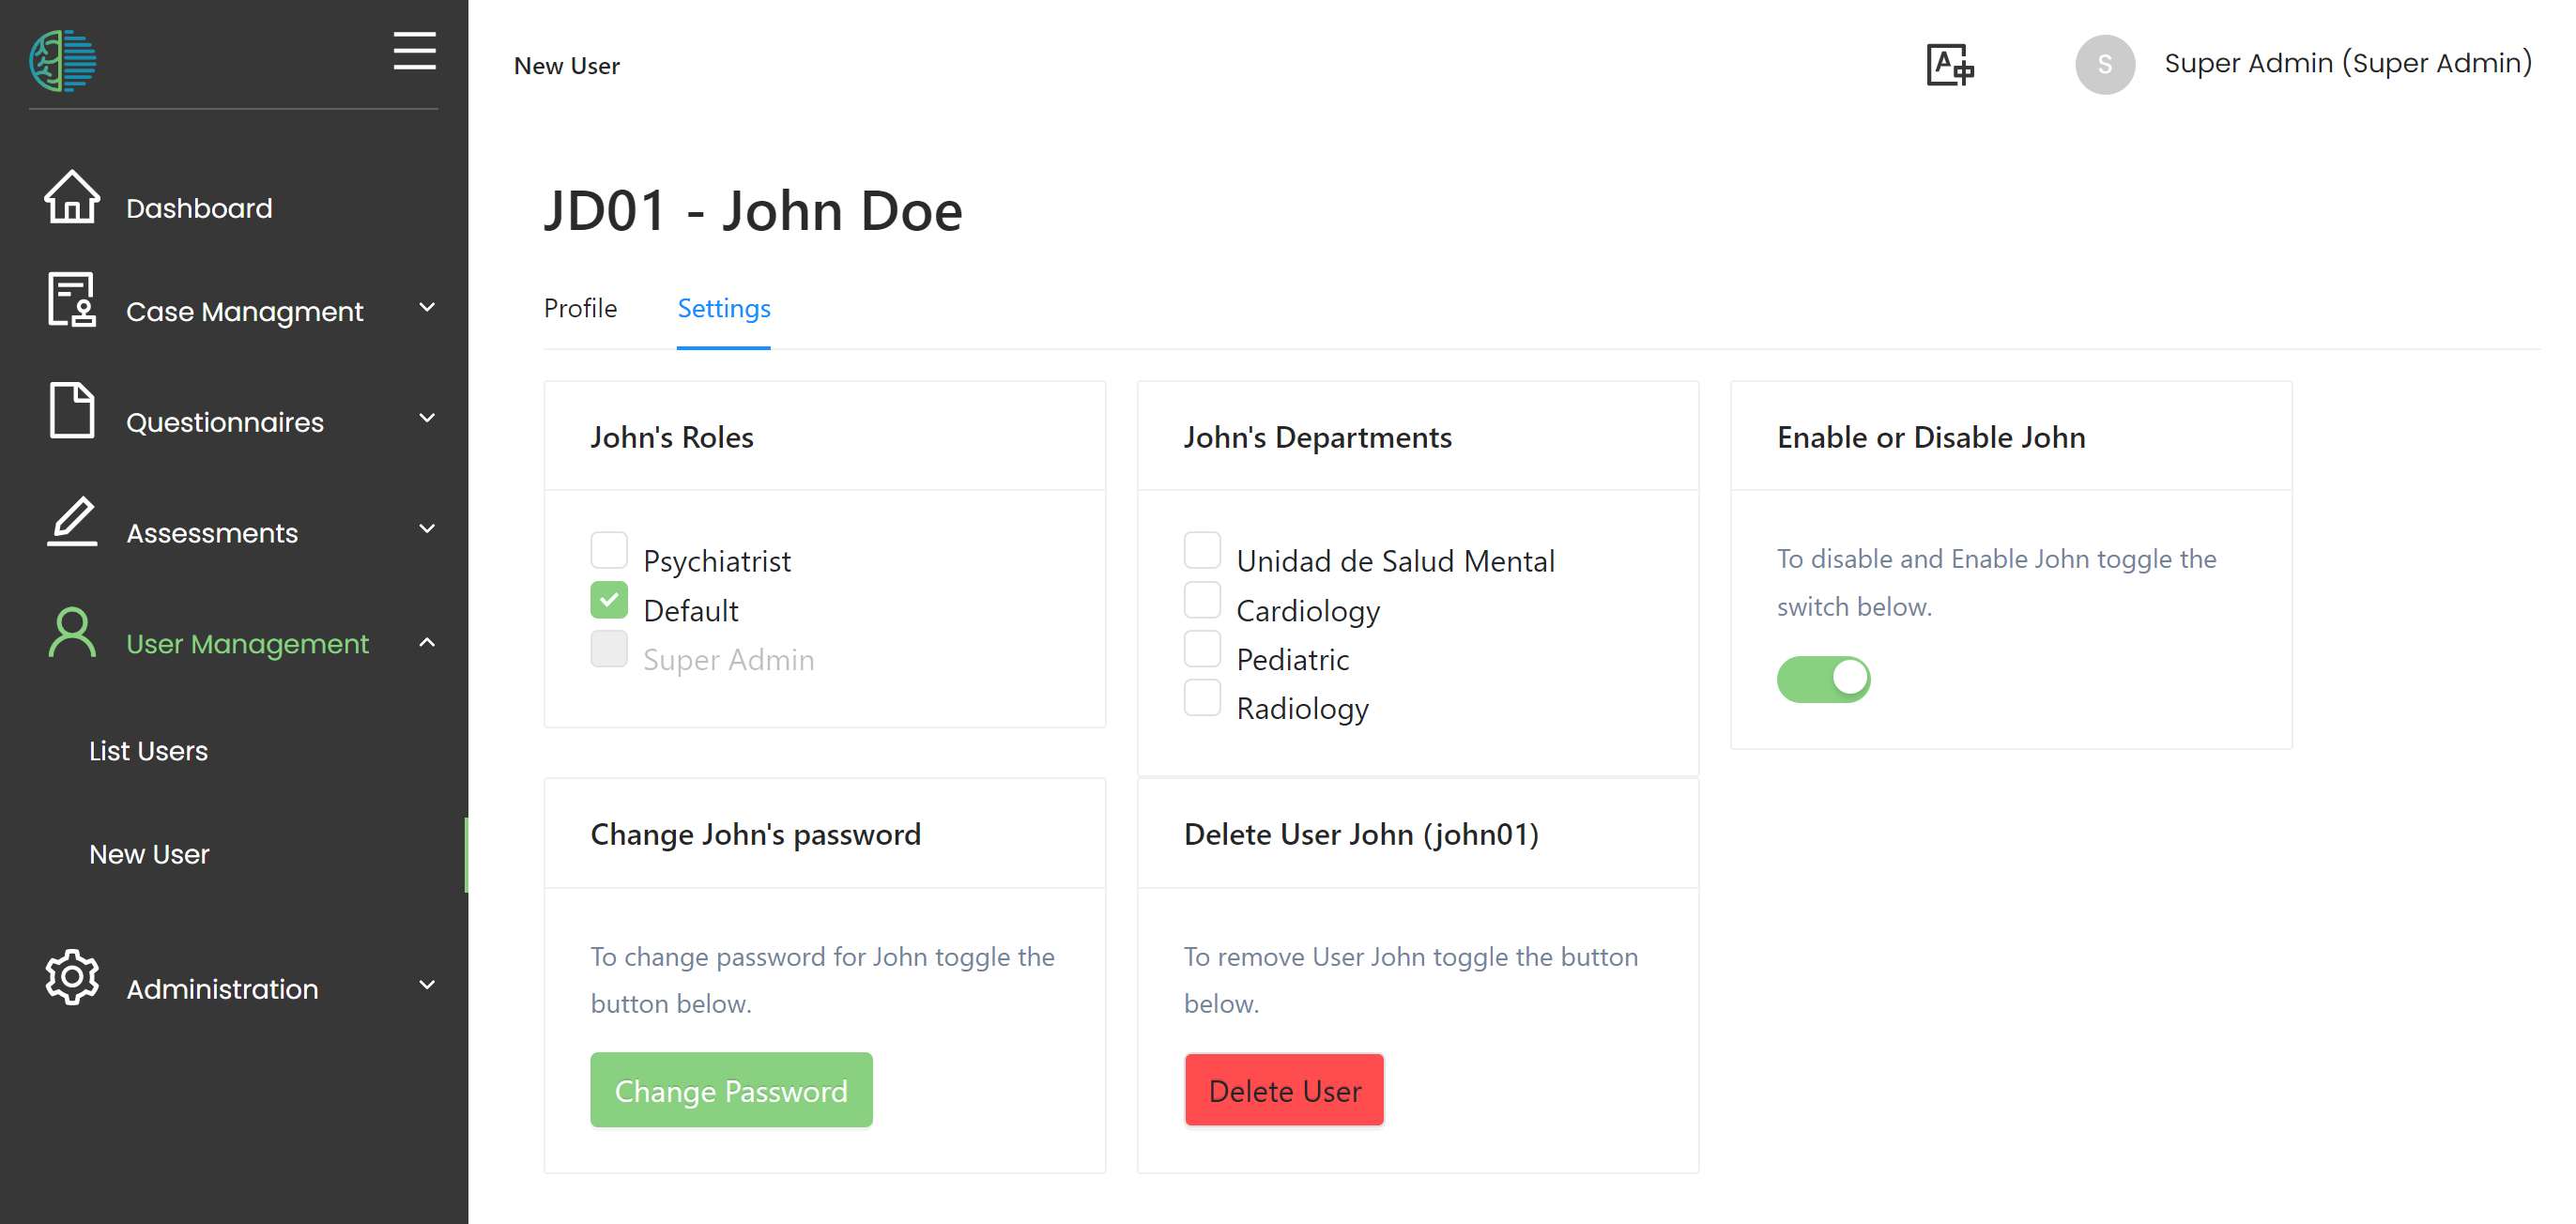 New User
S
Super Admin (Super Admin)
Dashboard
Case Managment
Questionnaires
Assessments
User Management
List Users
New User
Administration
JD01 - John Doe
Profile
Settings
John's Roles
Psychiatrist
Default
Super Admin
John's Departments
Unidad de Salud Mental
Cardiology
Pediatric
Radiology
Enable or Disable John
To disable and Enable John toggle the
switch below.
Change John's password
To change password for John toggle the
button below.
Change Password
Delete User John (john01)
To remove User John toggle the button
below.
Delete User